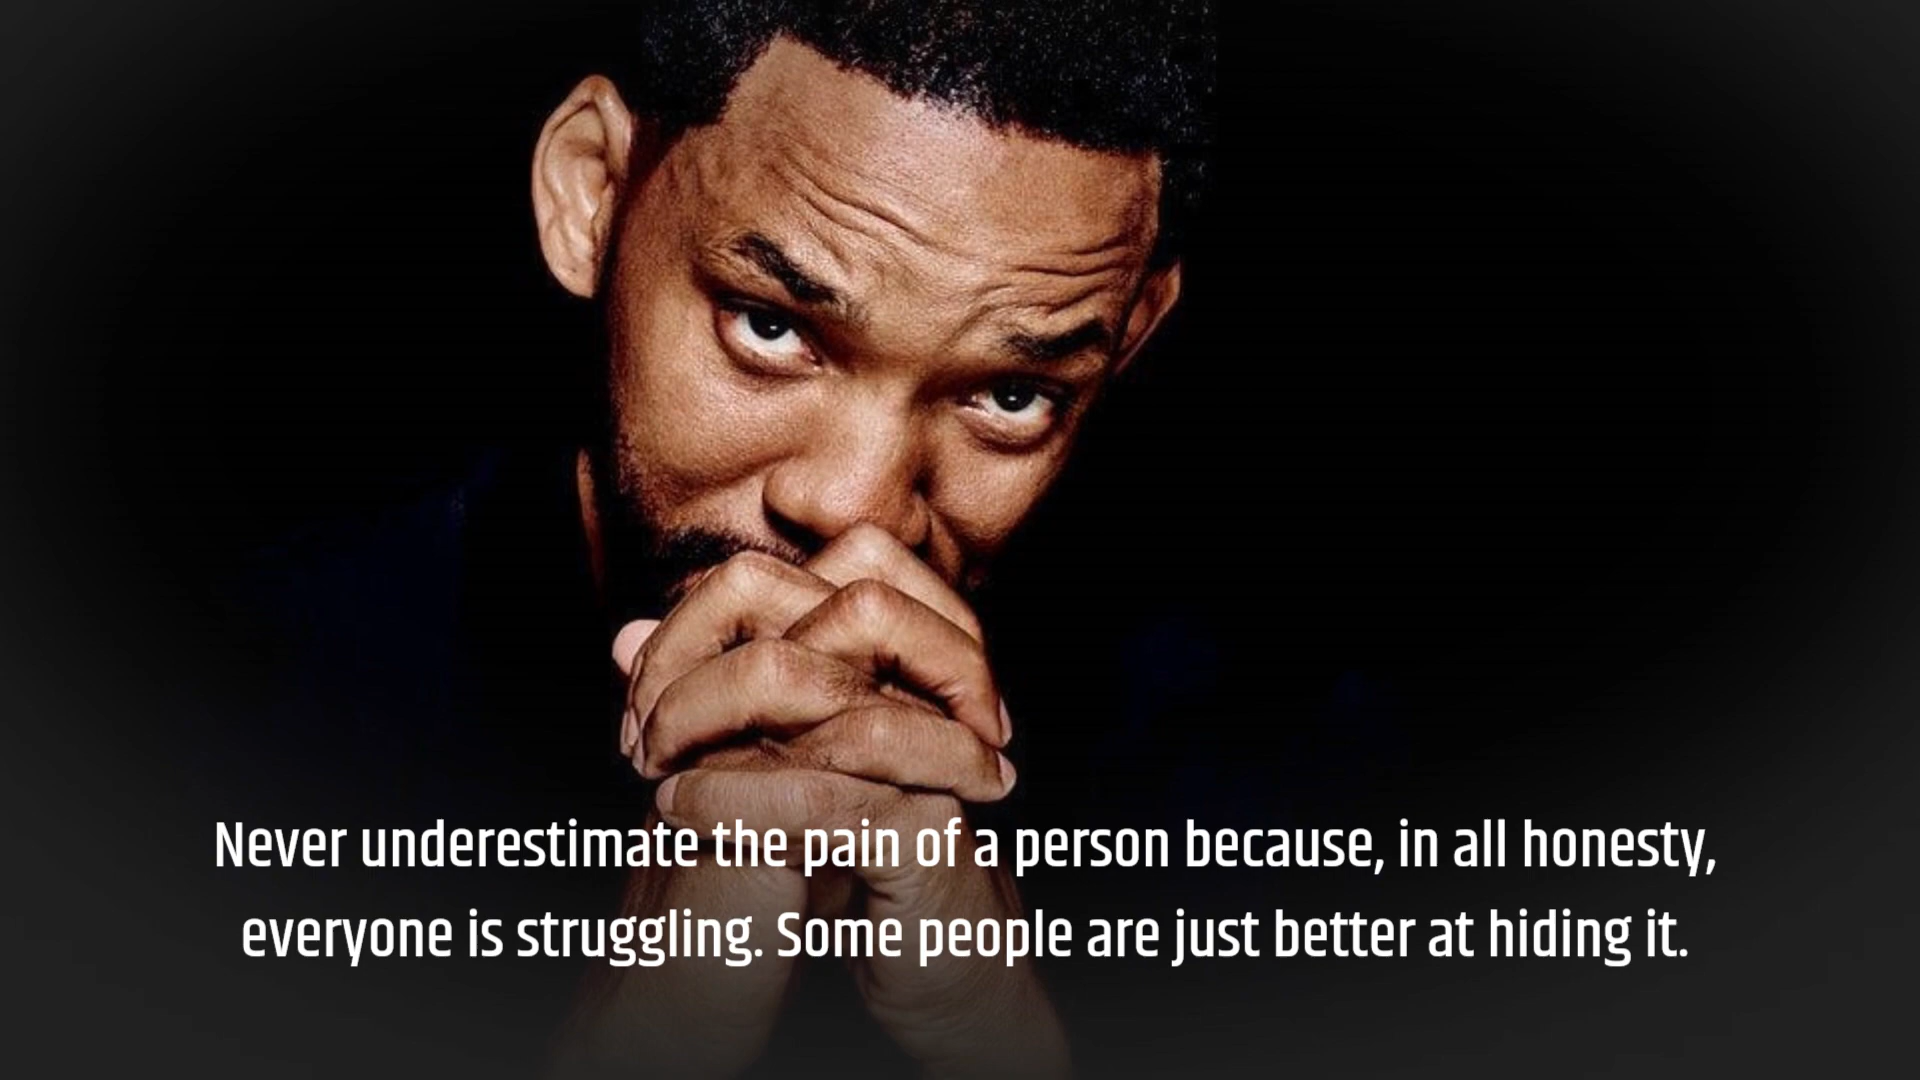 Never underestimate the pain of a person because, in all honesty,
everyone is struggling. Some people are just better at hiding it.